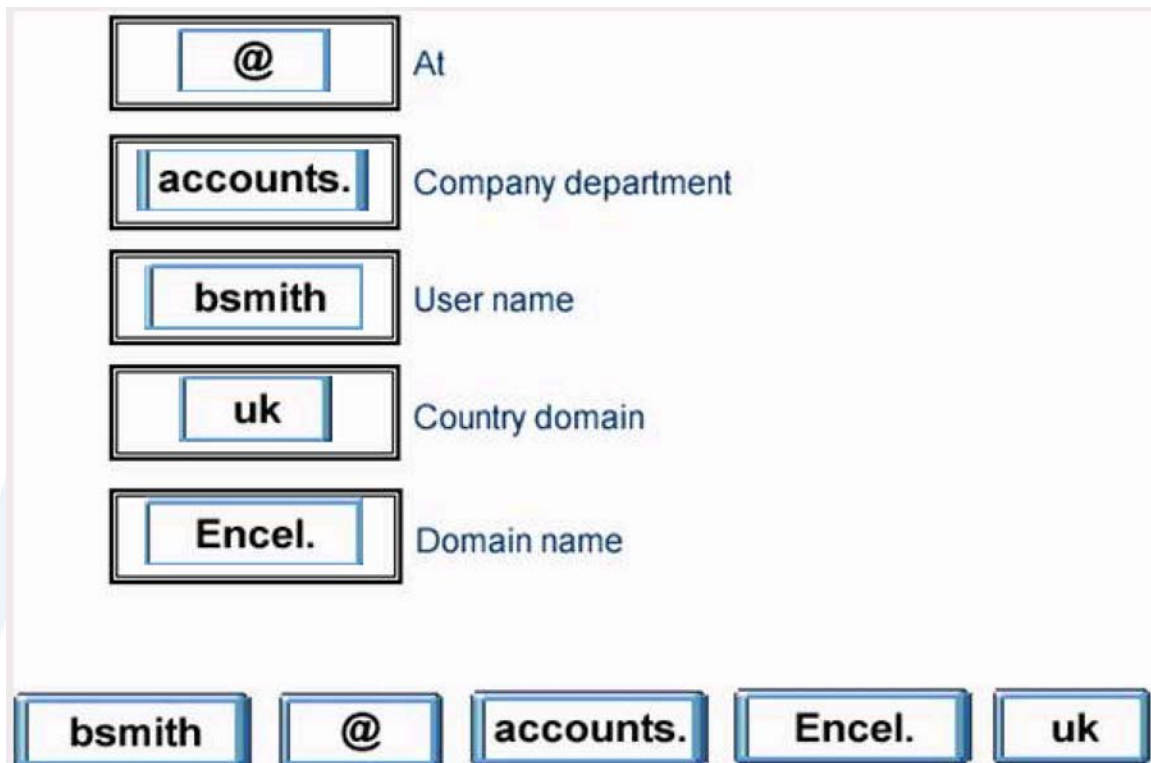 @ At
accounts. Company department
bsmith User name
uk Country domain
Encel. Domain name
bsmith @ accounts. Encel. uk